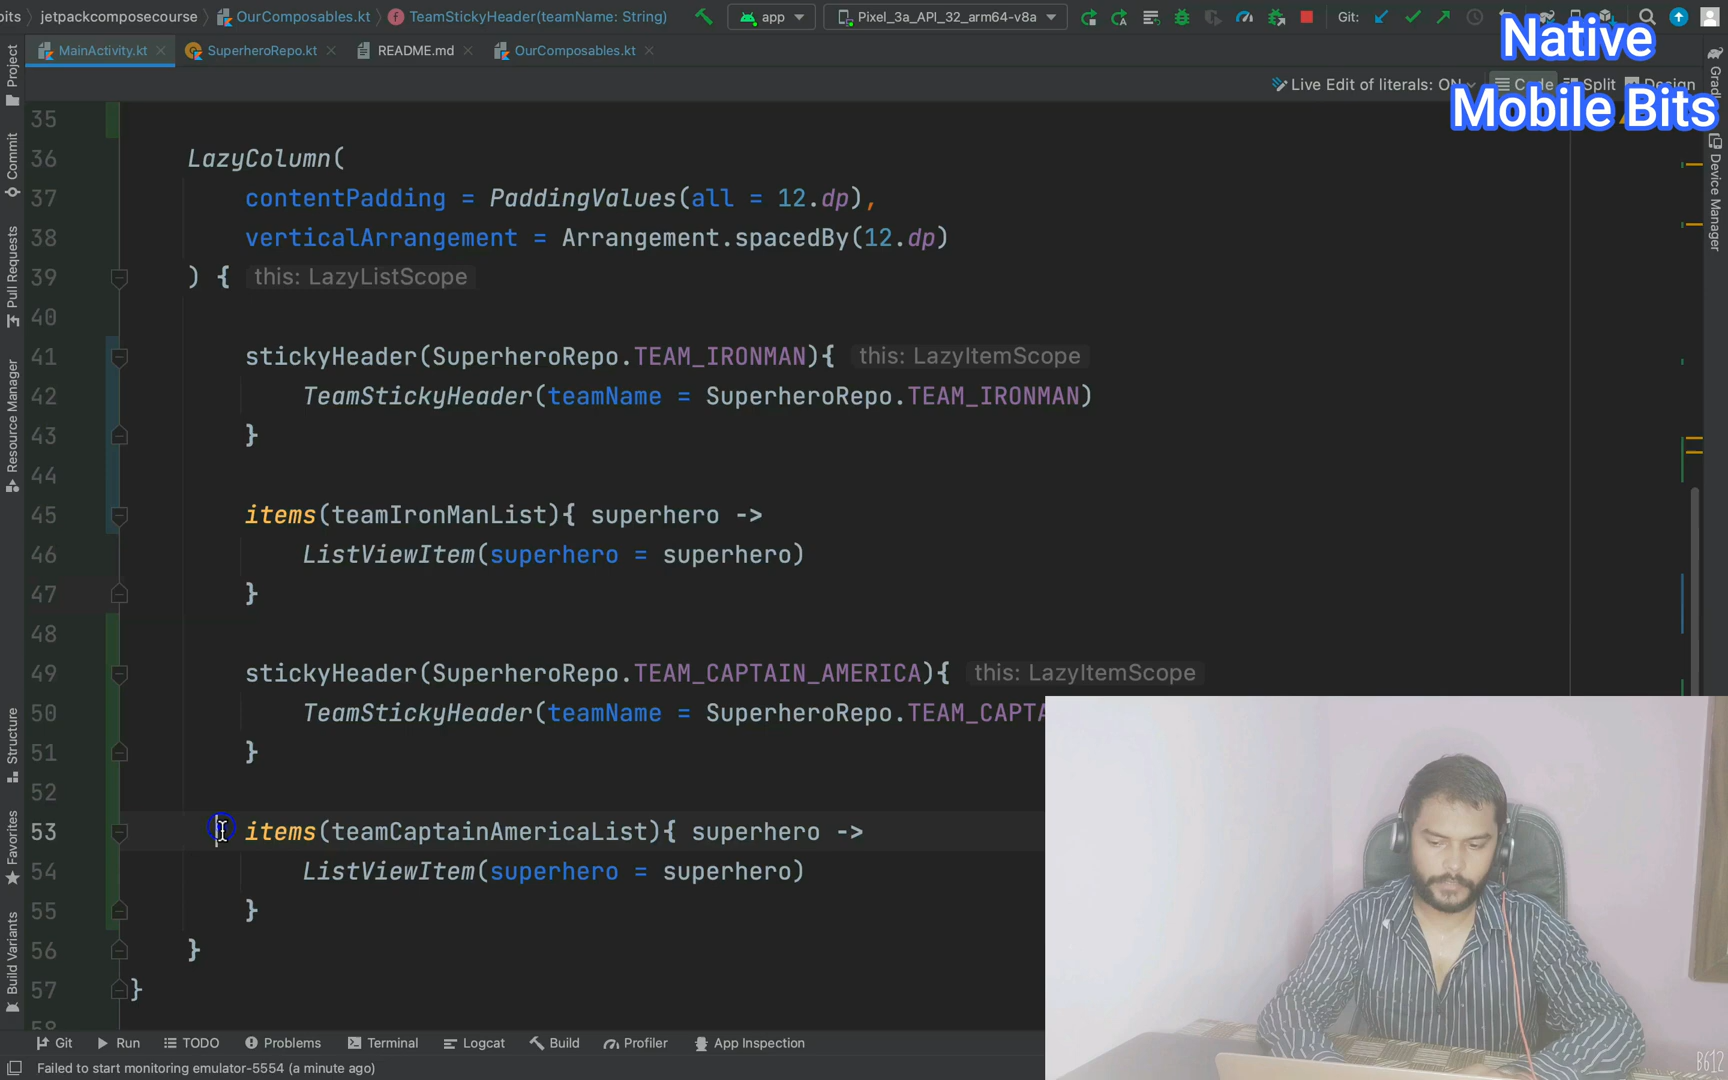 bits
jetpackcomposecourse
OurComposables.kt
TeamStickyHeader(teamName: String)
app
Pixel_3a_API_32_arm64-v8a
Git:
Native
Mobile Bits
MainActivity.kt
SuperheroRepo.kt
README.md
OurComposables.kt
Live Edit of literals: ON
Code
Split
Design
35
36 LazyColumn(
37 contentPadding = PaddingValues(all = 12.dp),
38 verticalArrangement = Arrangement.spacedBy(12.dp)
39 ) { this: LazyListScope
40
41 stickyHeader(SuperheroRepo.TEAM_IRONMAN){ this: LazyItemScope
42 TeamStickyHeader(teamName = SuperheroRepo.TEAM_IRONMAN)
43 }
44
45 items(teamIronManList){ superhero ->
46 ListViewItem(superhero = superhero)
47 }
48
49 stickyHeader(SuperheroRepo.TEAM_CAPTAIN_AMERICA){ this: LazyItemScope
50 TeamStickyHeader(teamName = SuperheroRepo.TEAM_CAPTA
51 }
52
53 items(teamCaptainAmericaList){ superhero ->
54 ListViewItem(superhero = superhero)
55 }
56 }
57 }
58
Project
Commit
Pull Requests
Resource Manager
Structure
Favorites
Build Variants
Gradl
Device Manager
Git
Run
TODO
Problems
Terminal
Logcat
Build
Profiler
App Inspection
Failed to start monitoring emulator-5554 (a minute ago)
B612